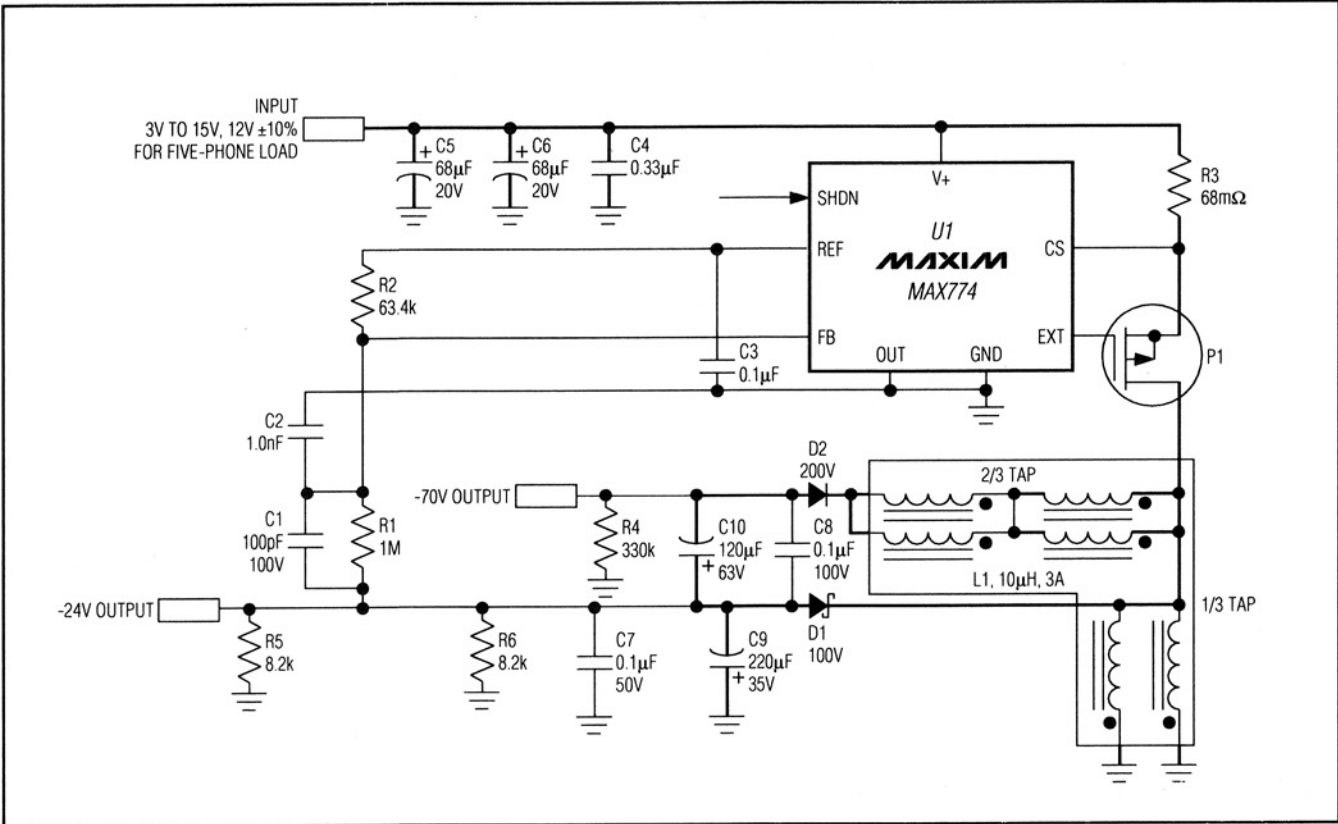 INPUT
3V TO 15V, 12V ±10%
FOR FIVE-PHONE LOAD
+ C5
68µF
20V
+ C6
68µF
20V
C4
0.33µF
R3
68mΩ
V+
SHDN
REF
FB
U1
MAXIM
MAX774
CS
EXT
OUT
GND
P1
R2
63.4k
C3
0.1µF
C2
1.0nF
C1
100pF
100V
R1
1M
-70V OUTPUT
R4
330k
C10
120µF
+ 63V
C8
0.1µF
100V
D2
200V
2/3 TAP
L1, 10µH, 3A
1/3 TAP
-24V OUTPUT
R5
8.2k
R6
8.2k
C7
0.1µF
50V
C9
220µF
+ 35V
D1
100V